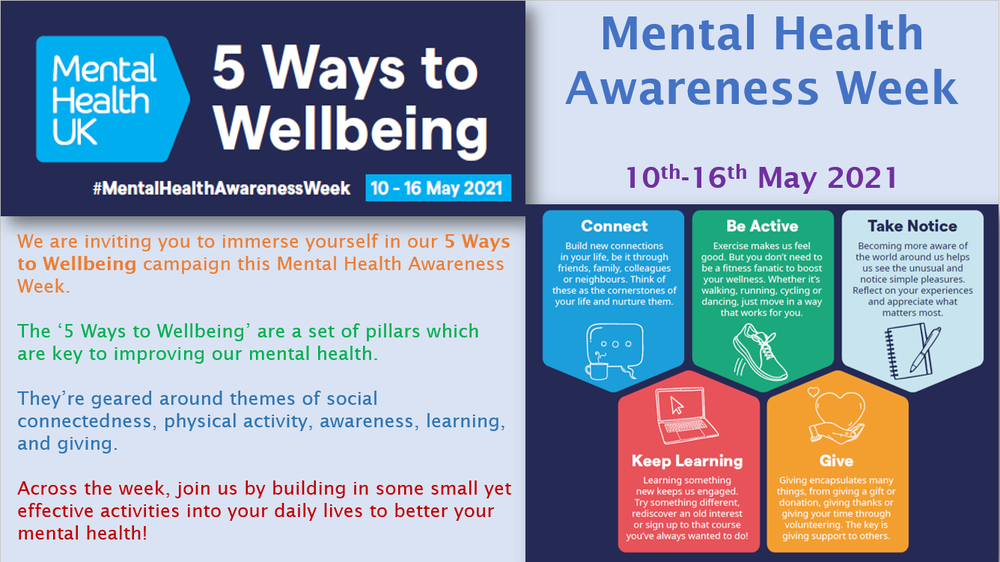 Mental
Health
UK
5 Ways to
Wellbeing
#MentalHealthAwarenessWeek
10 - 16 May 2021
We are inviting you to immerse yourself in our 5 Ways
to Wellbeing campaign this Mental Health Awareness
Week.
The ‘5 Ways to Wellbeing’ are a set of pillars which
are key to improving our mental health.
They’re geared around themes of social
connectedness, physical activity, awareness, learning,
and giving.
Across the week, join us by building in some small yet
effective activities into your daily lives to better your
mental health!
Mental Health
Awareness Week
10th-16th May 2021
Connect
Build new connections
in your life, be it through
friends, family, colleagues
or neighbours. Think of
these as the cornerstones of
your life and nurture them.
Be Active
Exercise makes us feel
good. But you don’t need to
be a fitness fanatic to boost
your wellness. Whether it’s
walking, running, cycling or
dancing, just move in a way
that works for you.
Take Notice
Becoming more aware of
the world around us helps
us see the unusual and
notice simple pleasures.
Reflect on your experiences
and appreciate what
matters most.
Keep Learning
Learning something
new keeps us engaged.
Try something different,
rediscover an old interest
or sign up to that course
you’ve always wanted to do!
Give
Giving encapsulates many
things, from giving a gift or
donation, giving thanks or
giving your time through
volunteering. The key is
giving support to others.